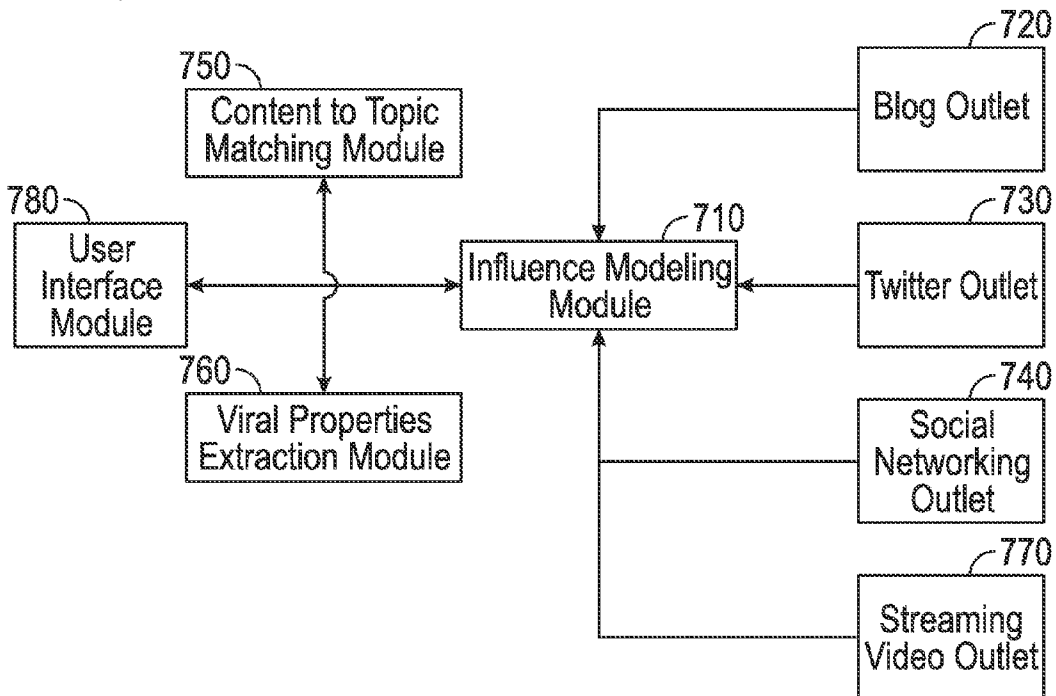 720
Blog Outlet
750
Content to Topic
Matching Module
780
User
Interface
Module
710
Influence Modeling
Module
730
Twitter Outlet
760
Viral Properties
Extraction Module
740
Social
Networking
Outlet
770
Streaming
Video Outlet